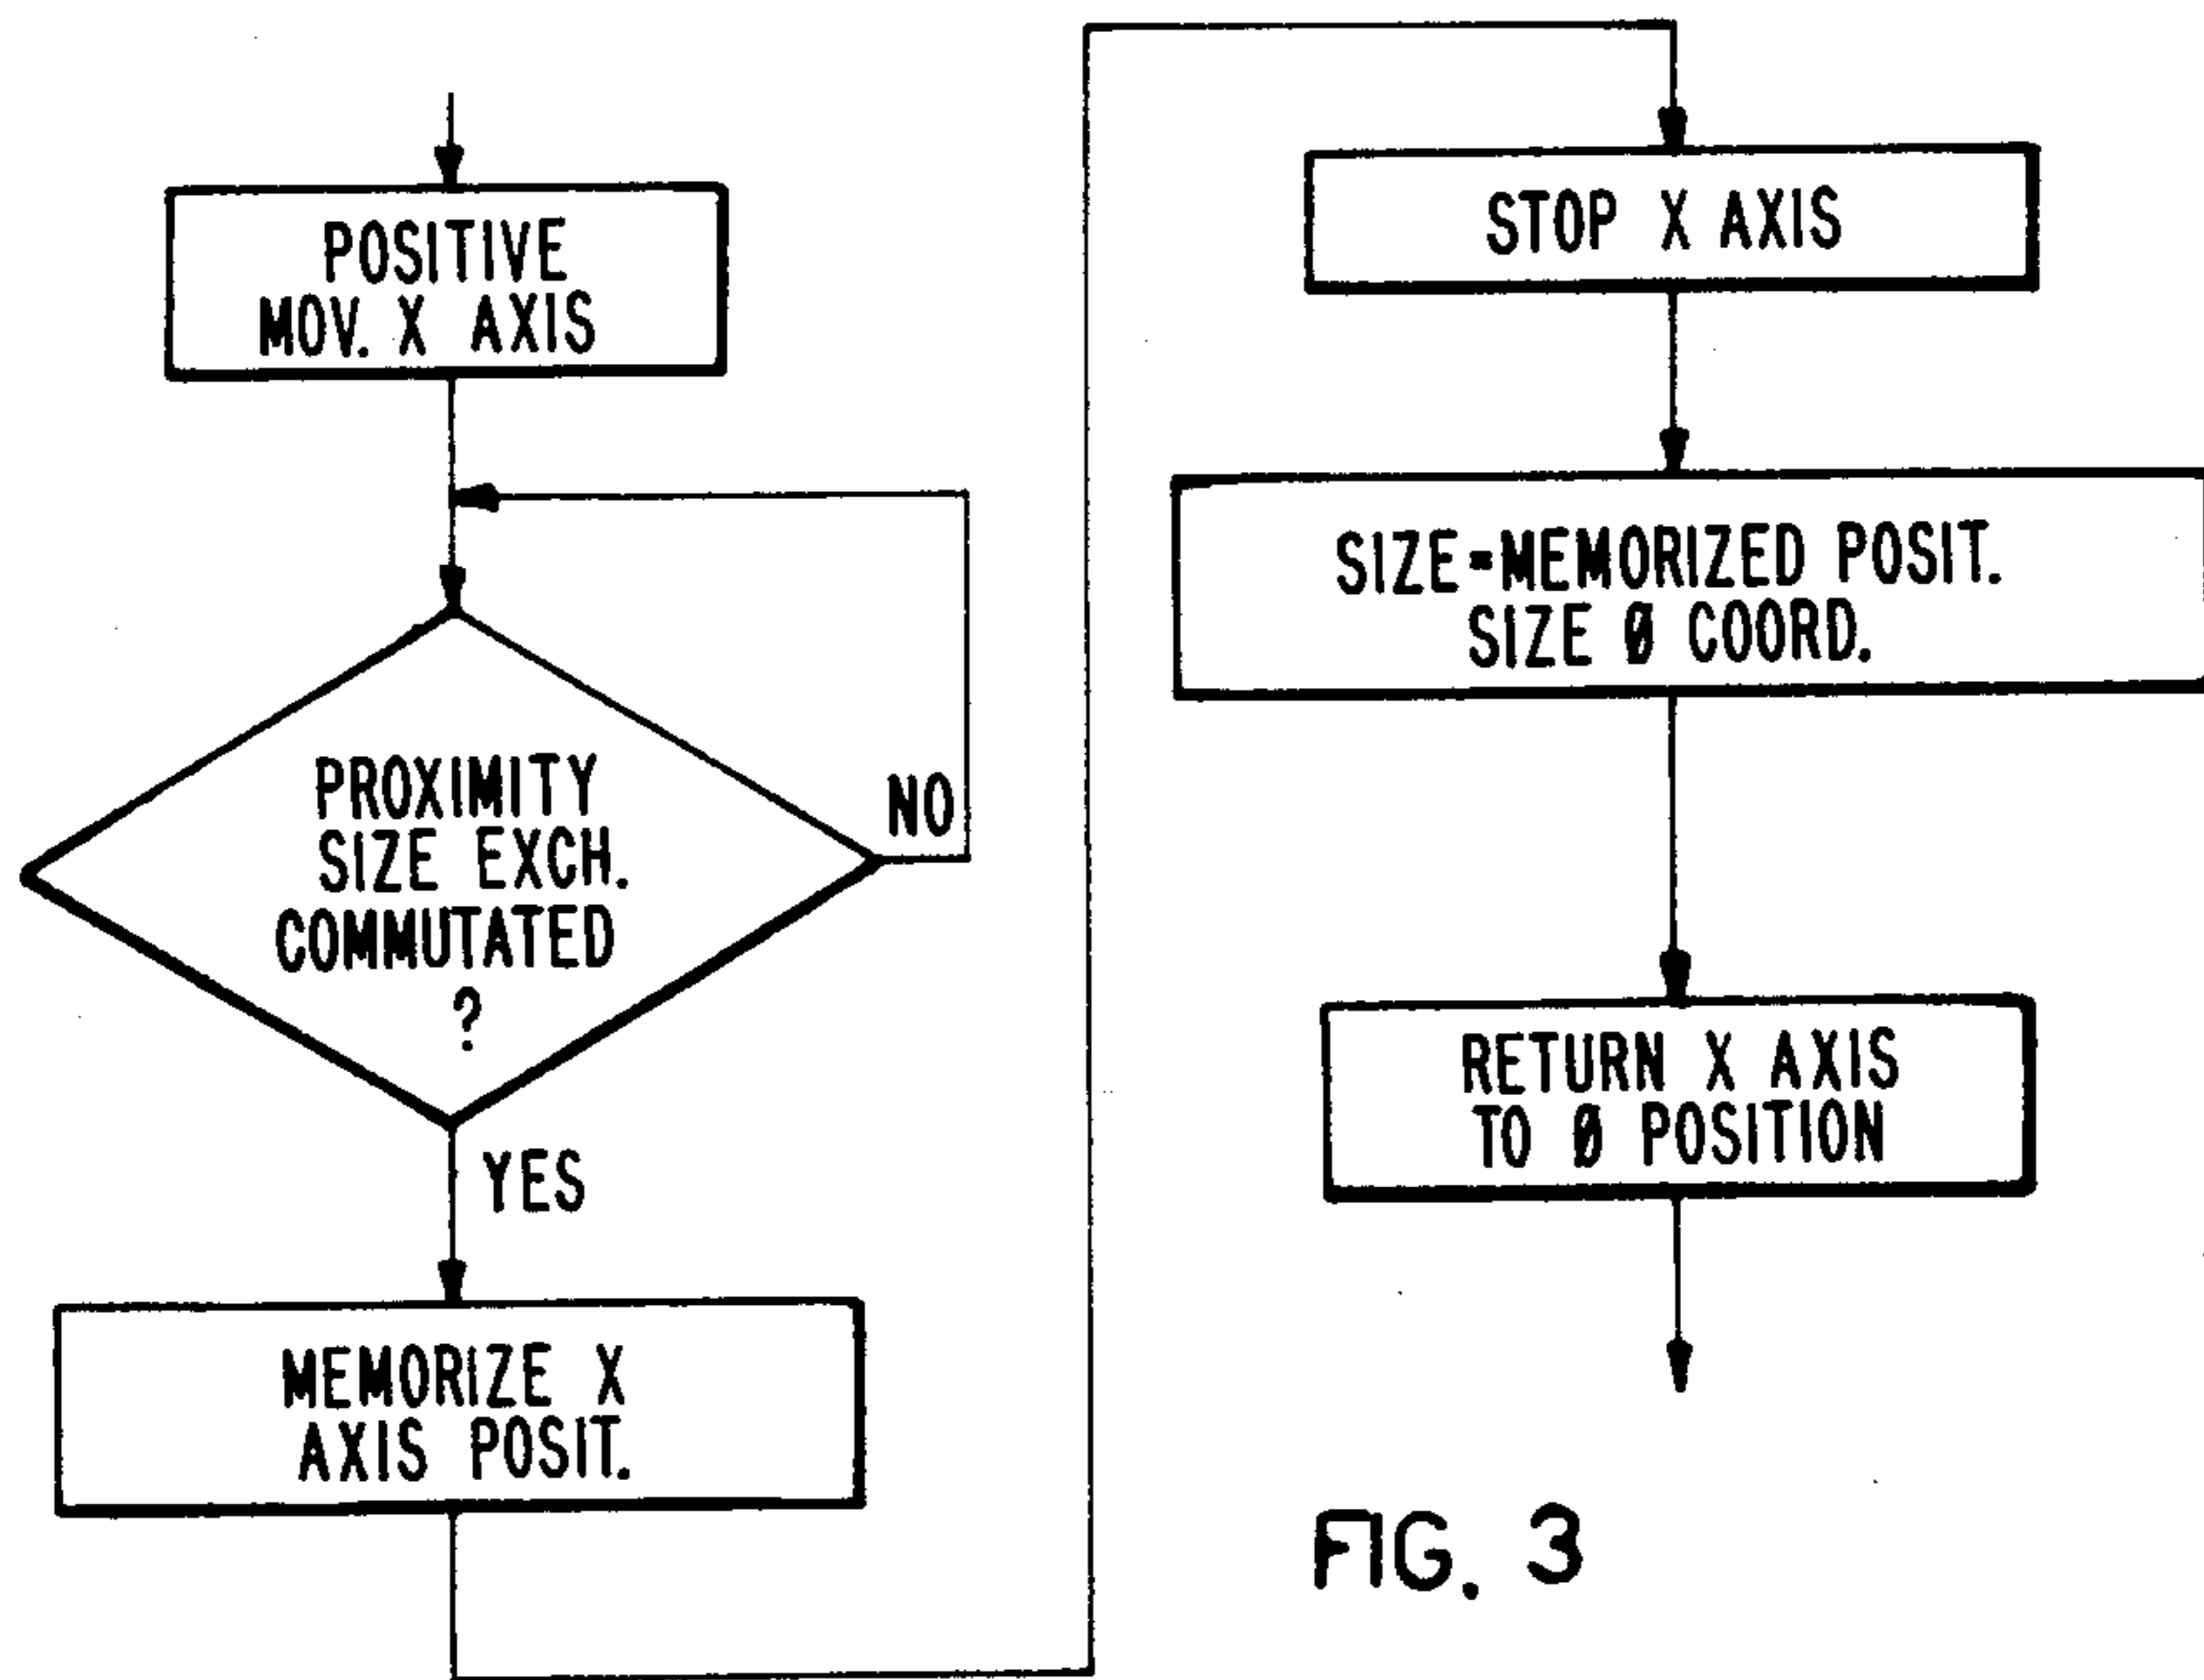 POSITIVE
MOV. X AXIS
PROXIMITY
SIZE EXCH.
COMMUTATED
?
NO
YES
MEMORIZE X
AXIS POSIT.
STOP X AXIS
SIZE=MEMORIZED POSIT.
SIZE Ø COORD.
RETURN X AXIS
TO Ø POSITION
FIG. 3